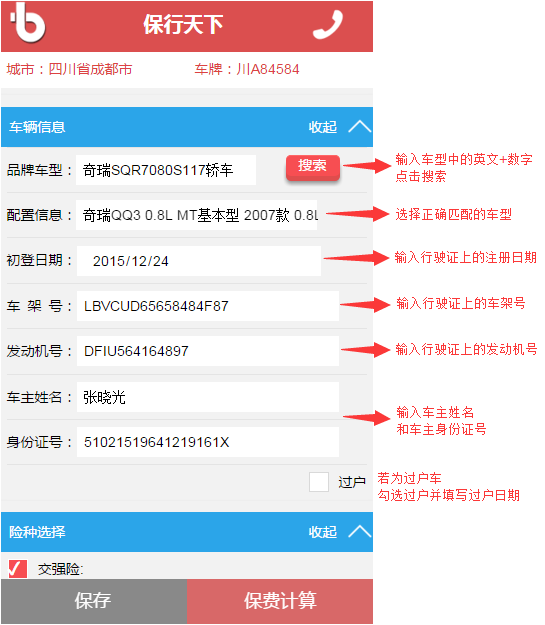 保行天下
城市：四川省成都市 车牌：川A84584
车辆信息 收起
品牌车型： 奇瑞SQR7080S117轿车 搜索
输入车型中的英文+数字
点击搜索
配置信息： 奇瑞QQ3 0.8L MT基本型 2007款 0.8L
选择正确匹配的车型
初登日期： 2015/12/24
输入行驶证上的注册日期
车 架 号： LBVCUD65658484F87
输入行驶证上的车架号
发动机号： DFIU564164897
输入行驶证上的发动机号
车主姓名： 张晓光
输入车主姓名
和车主身份证号
身份证号： 51021519641219161X
过户
若为过户车
勾选过户并填写过户日期
险种选择 收起
交强险:
保存 保费计算